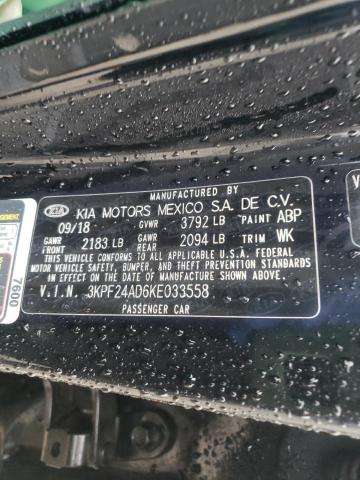 MANUFACTURED BY
KIA KIA MOTORS MEXICO S.A. DE C.V.
09/18 GVWR 3792 LB PAINT ABP
GAWR FRONT 2183 LB GAWR REAR 2094 LB TRIM WK
THIS VEHICLE CONFORMS TO ALL APPLICABLE U.S.A. FEDERAL
MOTOR VEHICLE SAFETY, BUMPER, AND THEFT PREVENTION
STANDARDS IN EFFECT ON THE DATE OF MANUFACTURE SHOWN ABOVE.
V.I.N. 3KPF24AD6KE033558
PASSENGER CAR
7600
V